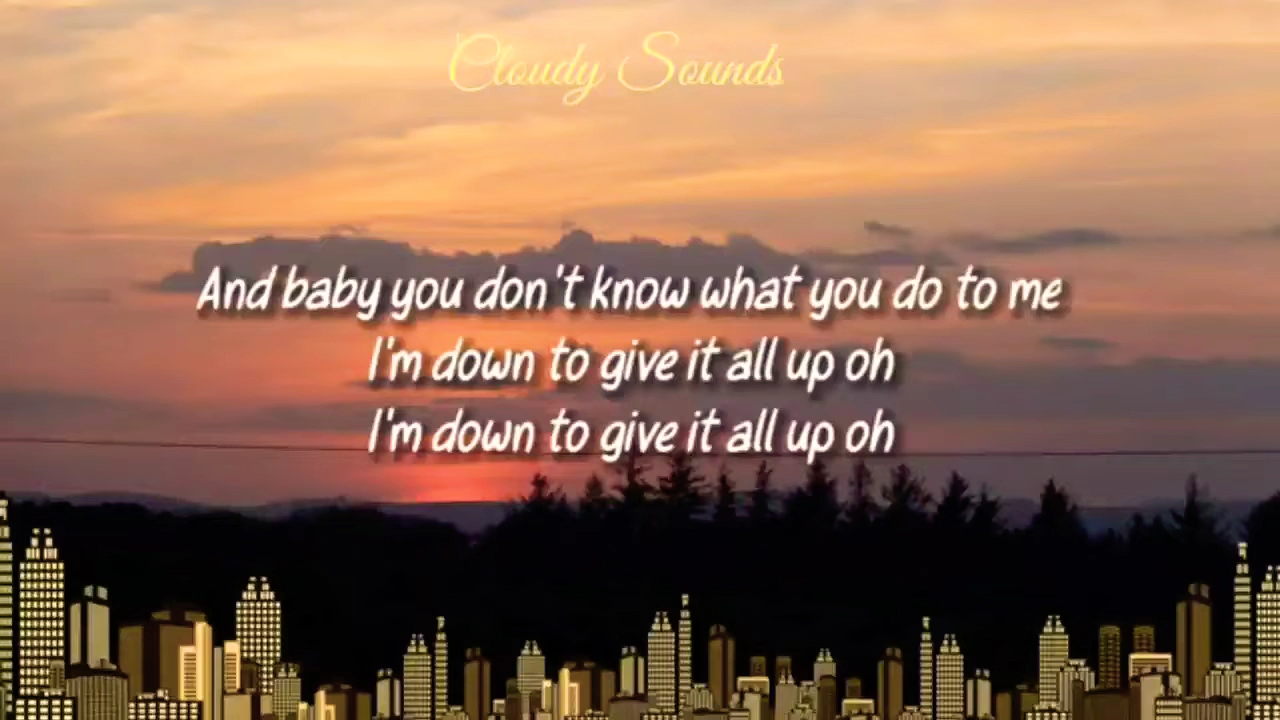 Cloudy Sounds
And baby you don't know what you do to me
I'm down to give it all up oh
I'm down to give it all up oh